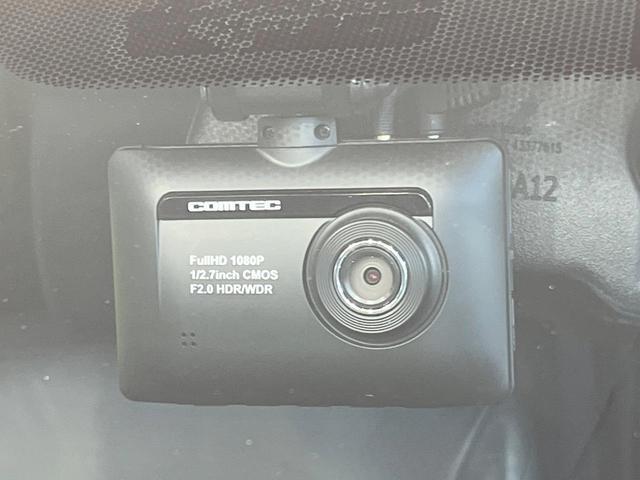 COMTEC
FullHD 1080P
1/2.7inch CMOS
F2.0 HDR/WDR
A12